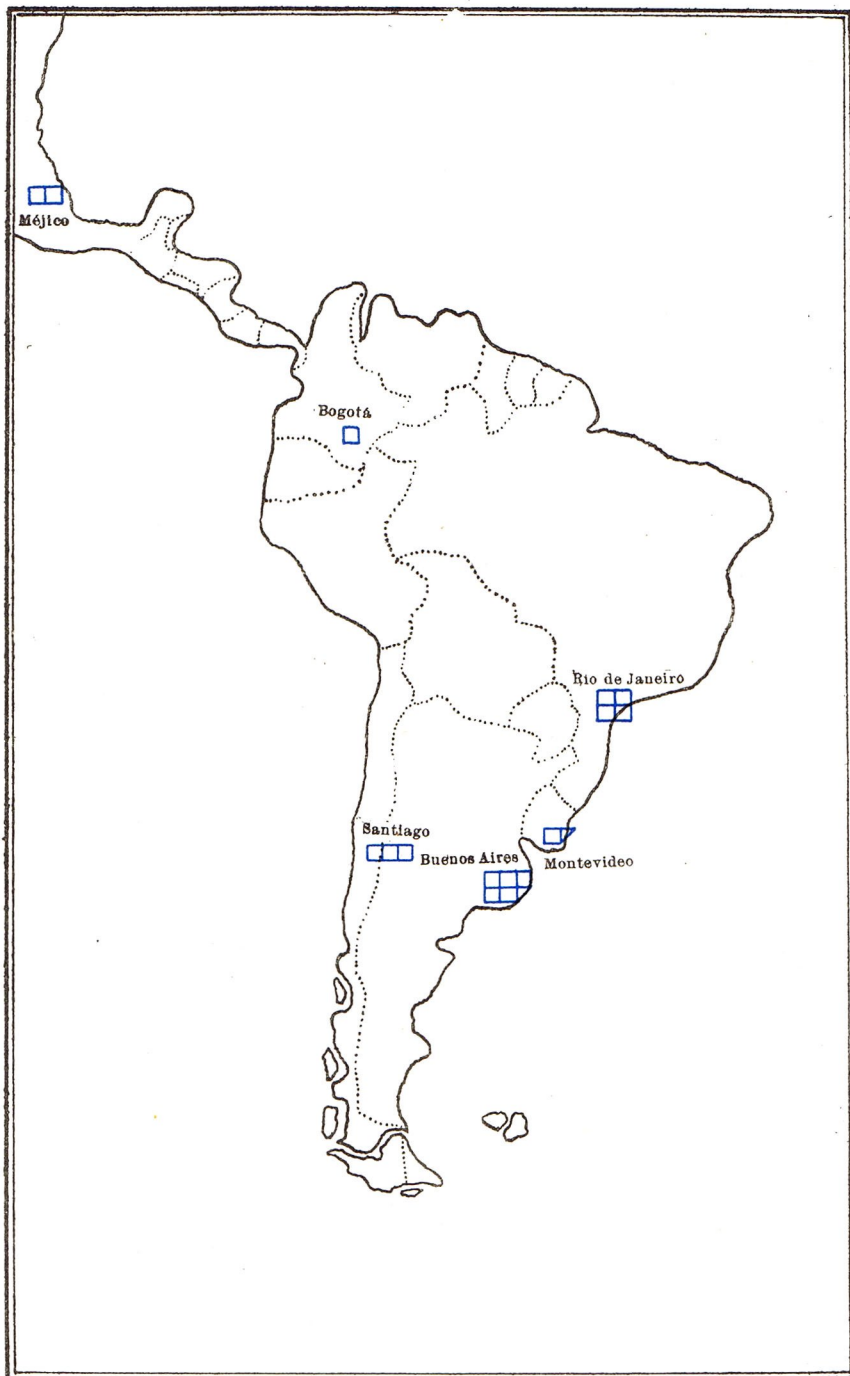 Méjico
Bogotá
Rio de Janeiro
Santiago
Buenos Aires
Montevideo